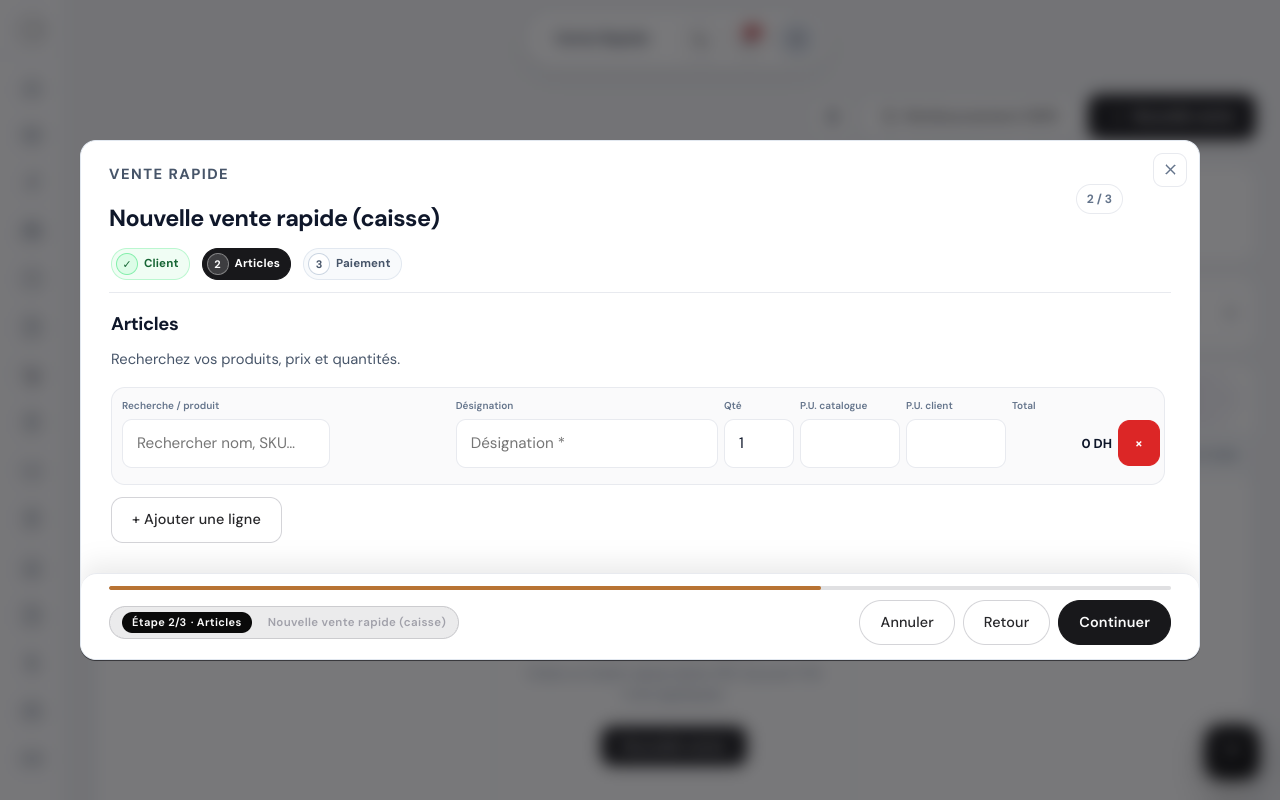 VENTE RAPIDE
2 / 3
Nouvelle vente rapide (caisse)
✓ Client
2 Articles
3 Paiement
Articles
Recherchez vos produits, prix et quantités.
Recherche / produit Désignation Qté P.U. catalogue P.U. client Total
Rechercher nom, SKU... Désignation * 1 0 DH ×
+ Ajouter une ligne
Étape 2/3 · Articles Nouvelle vente rapide (caisse)
Annuler Retour Continuer